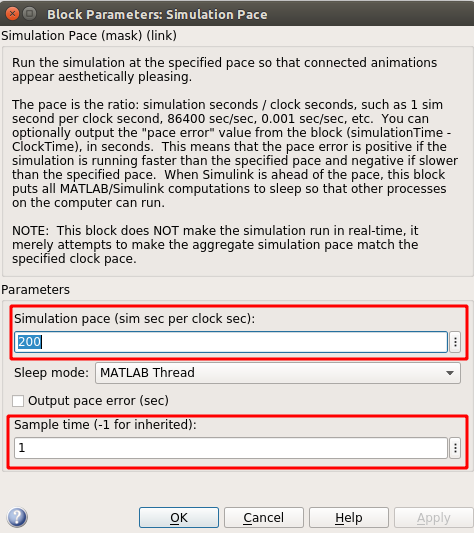 Block Parameters: Simulation Pace
Simulation Pace (mask) (link)
Run the simulation at the specified pace so that connected animations
appear aesthetically pleasing.
The pace is the ratio: simulation seconds / clock seconds, such as 1 sim
second per clock second, 86400 sec/sec, 0.001 sec/sec, etc.  You can
optionally output the "pace error" value from the block (simulationTime -
ClockTime), in seconds.  This means that the pace error is positive if the
simulation is running faster than the specified pace and negative if slower
than the specified pace.  When Simulink is ahead of the pace, this block
puts all MATLAB/Simulink computations to sleep so that other processes
on the computer can run.
NOTE:  This block does NOT make the simulation run in real-time, it
merely attempts to make the aggregate simulation pace match the
specified clock pace.
Parameters
Simulation pace (sim sec per clock sec):
200
Sleep mode: MATLAB Thread
Output pace error (sec)
Sample time (-1 for inherited):
1
? OK Cancel Help Apply